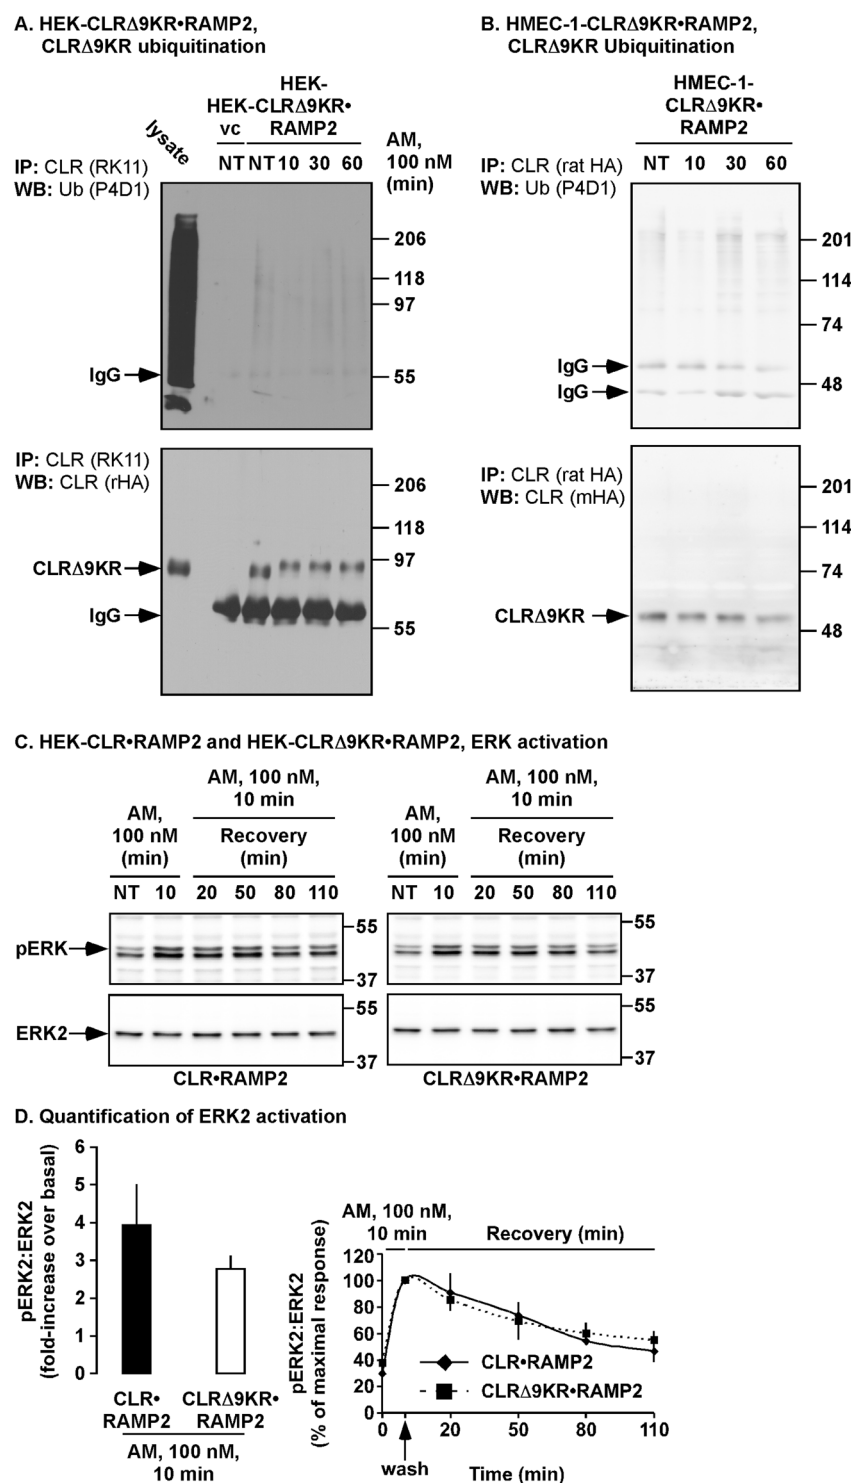 A. HEK-CLRΔ9KR•RAMP2,
CLRΔ9KR ubiquitination
lysate
HEK-
HEK-CLRΔ9KR•
vc RAMP2
NT NT 10 30 60
AM,
100 nM
(min)
IP: CLR (RK11)
WB: Ub (P4D1)
206
118
97
IgG
55
IP: CLR (RK11)
WB: CLR (rHA)
206
118
CLRΔ9KR
97
IgG
55
B. HMEC-1-CLRΔ9KR•RAMP2,
CLRΔ9KR Ubiquitination
HMEC-1-
CLRΔ9KR•
RAMP2
NT 10 30 60
IP: CLR (rat HA)
WB: Ub (P4D1)
201
114
74
IgG
48
IgG
IP: CLR (rat HA)
WB: CLR (mHA)
201
114
74
CLRΔ9KR
48
C. HEK-CLR•RAMP2 and HEK-CLRΔ9KR•RAMP2, ERK activation
AM,
100 nM
(min)
AM, 100 nM,
10 min
Recovery
(min)
NT 10 20 50 80 110
AM,
100 nM
(min)
AM, 100 nM,
10 min
Recovery
(min)
NT 10 20 50 80 110
pERK
55
37
55
37
ERK2
55
37
55
37
CLR•RAMP2
CLRΔ9KR•RAMP2
D. Quantification of ERK2 activation
pERK2:ERK2
(fold-increase over basal)
6
5
4
3
2
1
0
CLR•
RAMP2
CLRΔ9KR•
RAMP2
AM, 100 nM,
10 min
AM, 100 nM,
10 min
Recovery (min)
pERK2:ERK2
(% of maximal response)
120
100
80
60
40
20
0
CLR•RAMP2
CLRΔ9KR•RAMP2
0 20 50 80 110
wash
Time (min)